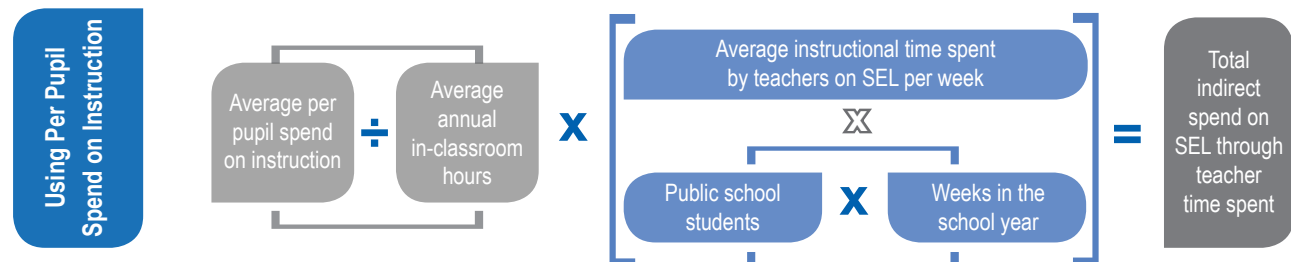 Using Per Pupil
Spend on Instruction
Average per
pupil spend
on instruction
÷
Average
annual
in-classroom
hours
X
Average instructional time spent
by teachers on SEL per week
X
Public school
students
X
Weeks in the
school year
=
Total
indirect
spend on
SEL through
teacher
time spent